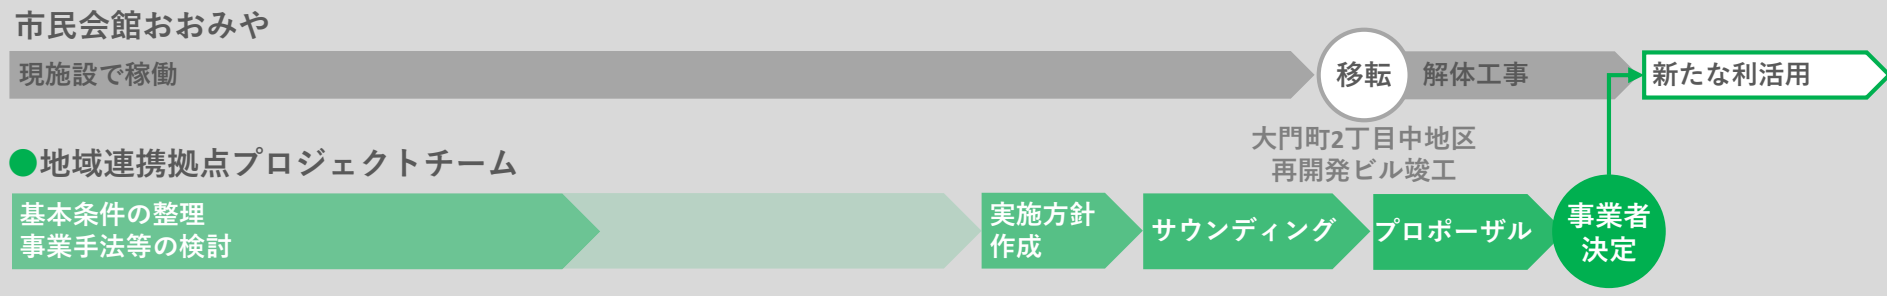 市民会館おおみや
現施設で稼働
移転
解体工事
新たな利活用
大門町2丁目中地区
再開発ビル竣工
●地域連携拠点プロジェクトチーム
基本条件の整理
事業手法等の検討
実施方針
作成
サウンディング
プロポーザル
事業者
決定